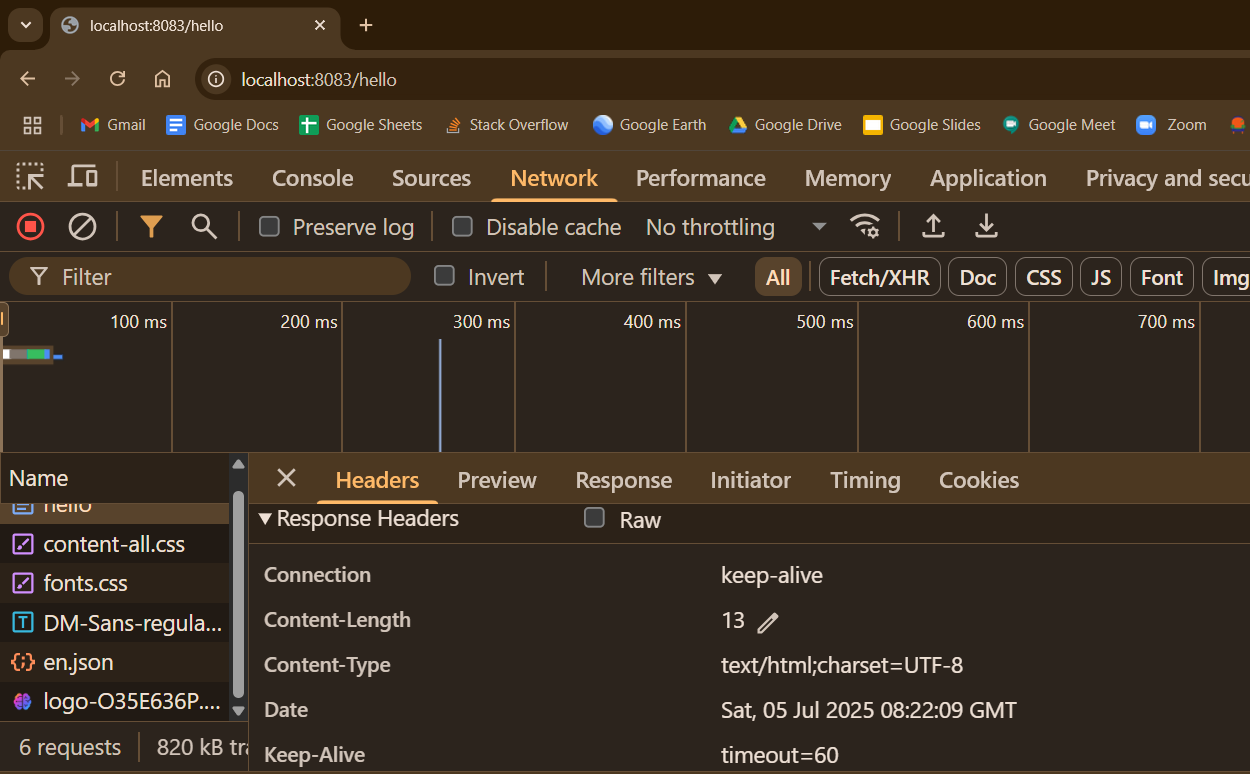 localhost:8083/hello
localhost:8083/hello
Gmail Google Docs Google Sheets Stack Overflow Google Earth Google Drive Google Slides Google Meet Zoom
Elements Console Sources Network Performance Memory Application Privacy and secu
Preserve log Disable cache No throttling
Filter Invert More filters All Fetch/XHR Doc CSS JS Font Img
100 ms 200 ms 300 ms 400 ms 500 ms 600 ms 700 ms
Name
Headers Preview Response Initiator Timing Cookies
hello
Response Headers Raw
content-all.css
fonts.css
DM-Sans-regula...
en.json
logo-O35E636P....
6 requests 820 kB tra
Connection keep-alive
Content-Length 13
Content-Type text/html;charset=UTF-8
Date Sat, 05 Jul 2025 08:22:09 GMT
Keep-Alive timeout=60